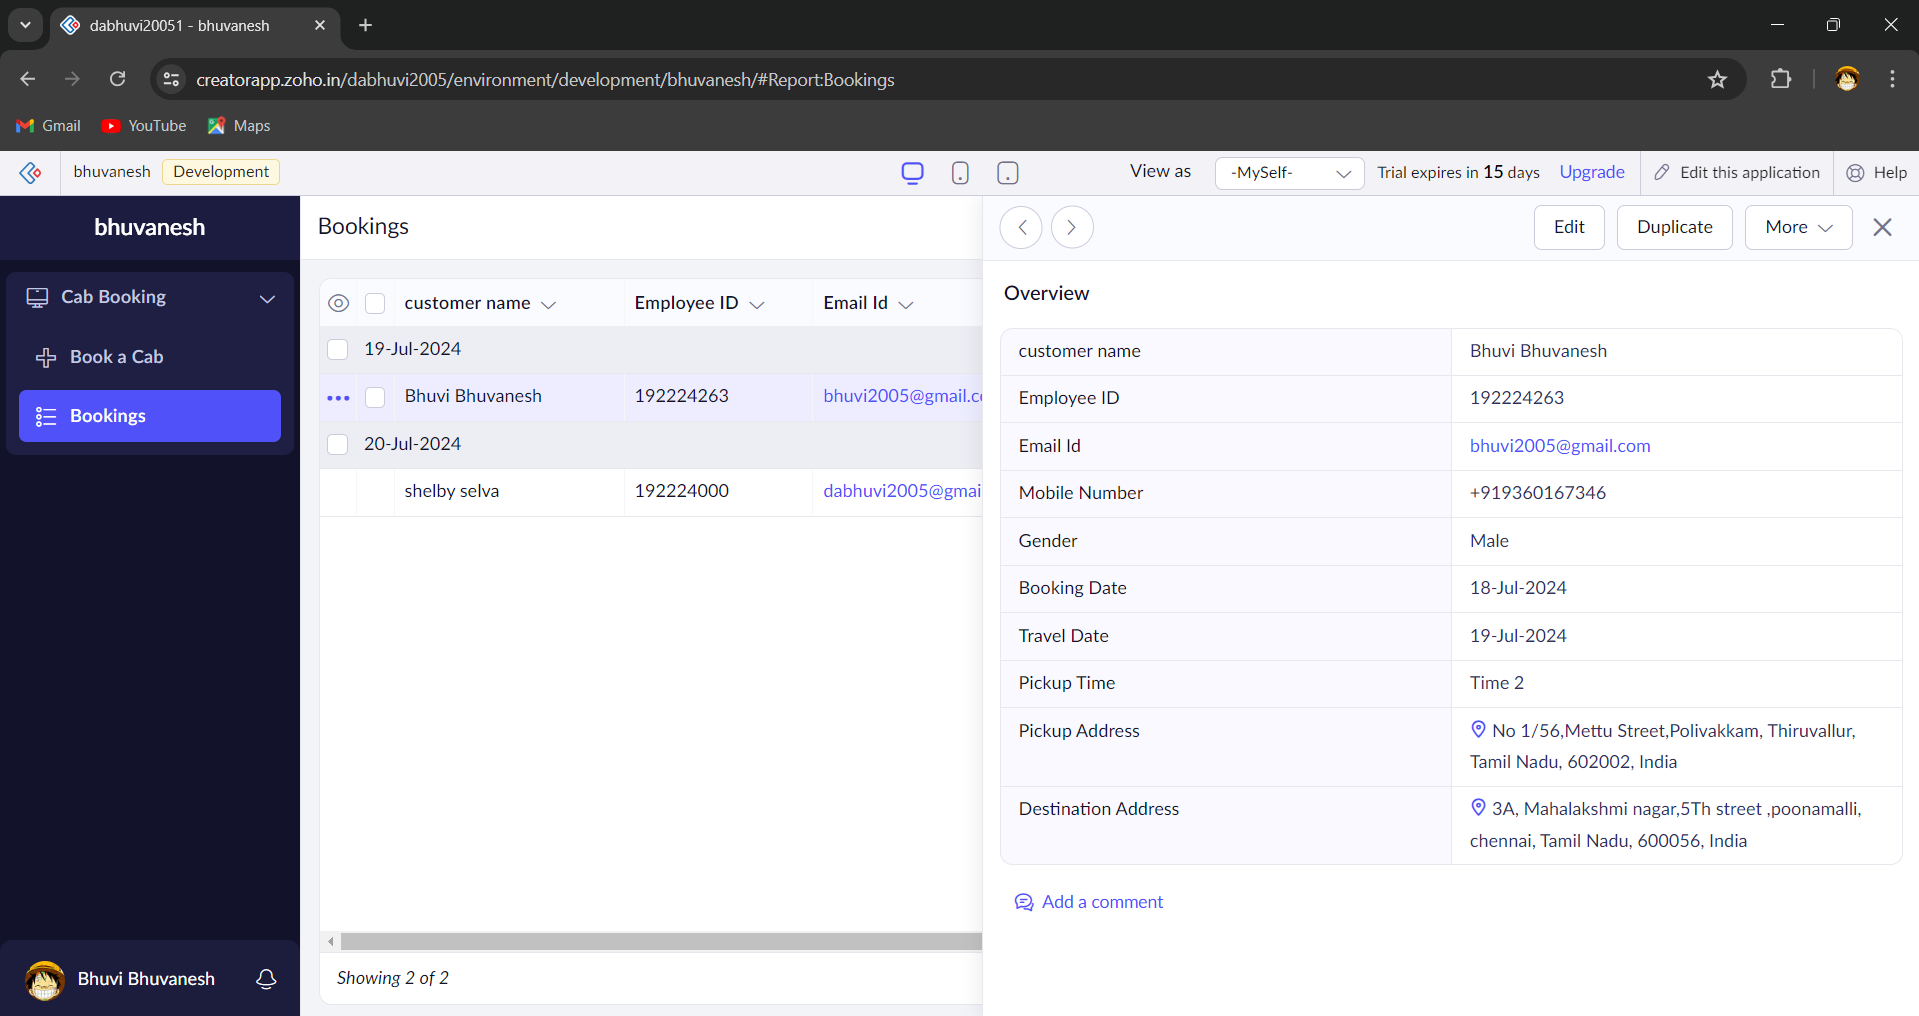 dabhuvi20051 - bhuvanesh
creatorapp.zoho.in/dabhuvi2005/environment/development/bhuvanesh/#Report:Bookings
Gmail YouTube Maps
bhuvanesh Development View as -MySelf- Trial expires in 15 days Upgrade Edit this application Help
bhuvanesh
Cab Booking
Book a Cab
Bookings
Bhuvi Bhuvanesh
Bookings
customer name Employee ID Email Id
19-Jul-2024
Bhuvi Bhuvanesh 192224263 bhuvi2005@gmail.c
20-Jul-2024
shelby selva 192224000 dabhuvi2005@gmai
Showing 2 of 2
Edit Duplicate More
Overview
customer name Bhuvi Bhuvanesh
Employee ID 192224263
Email Id bhuvi2005@gmail.com
Mobile Number +919360167346
Gender Male
Booking Date 18-Jul-2024
Travel Date 19-Jul-2024
Pickup Time Time 2
Pickup Address No 1/56,Mettu Street,Polivakkam, Thiruvallur,
Tamil Nadu, 602002, India
Destination Address 3A, Mahalakshmi nagar,5Th street ,poonamalli,
chennai, Tamil Nadu, 600056, India
Add a comment